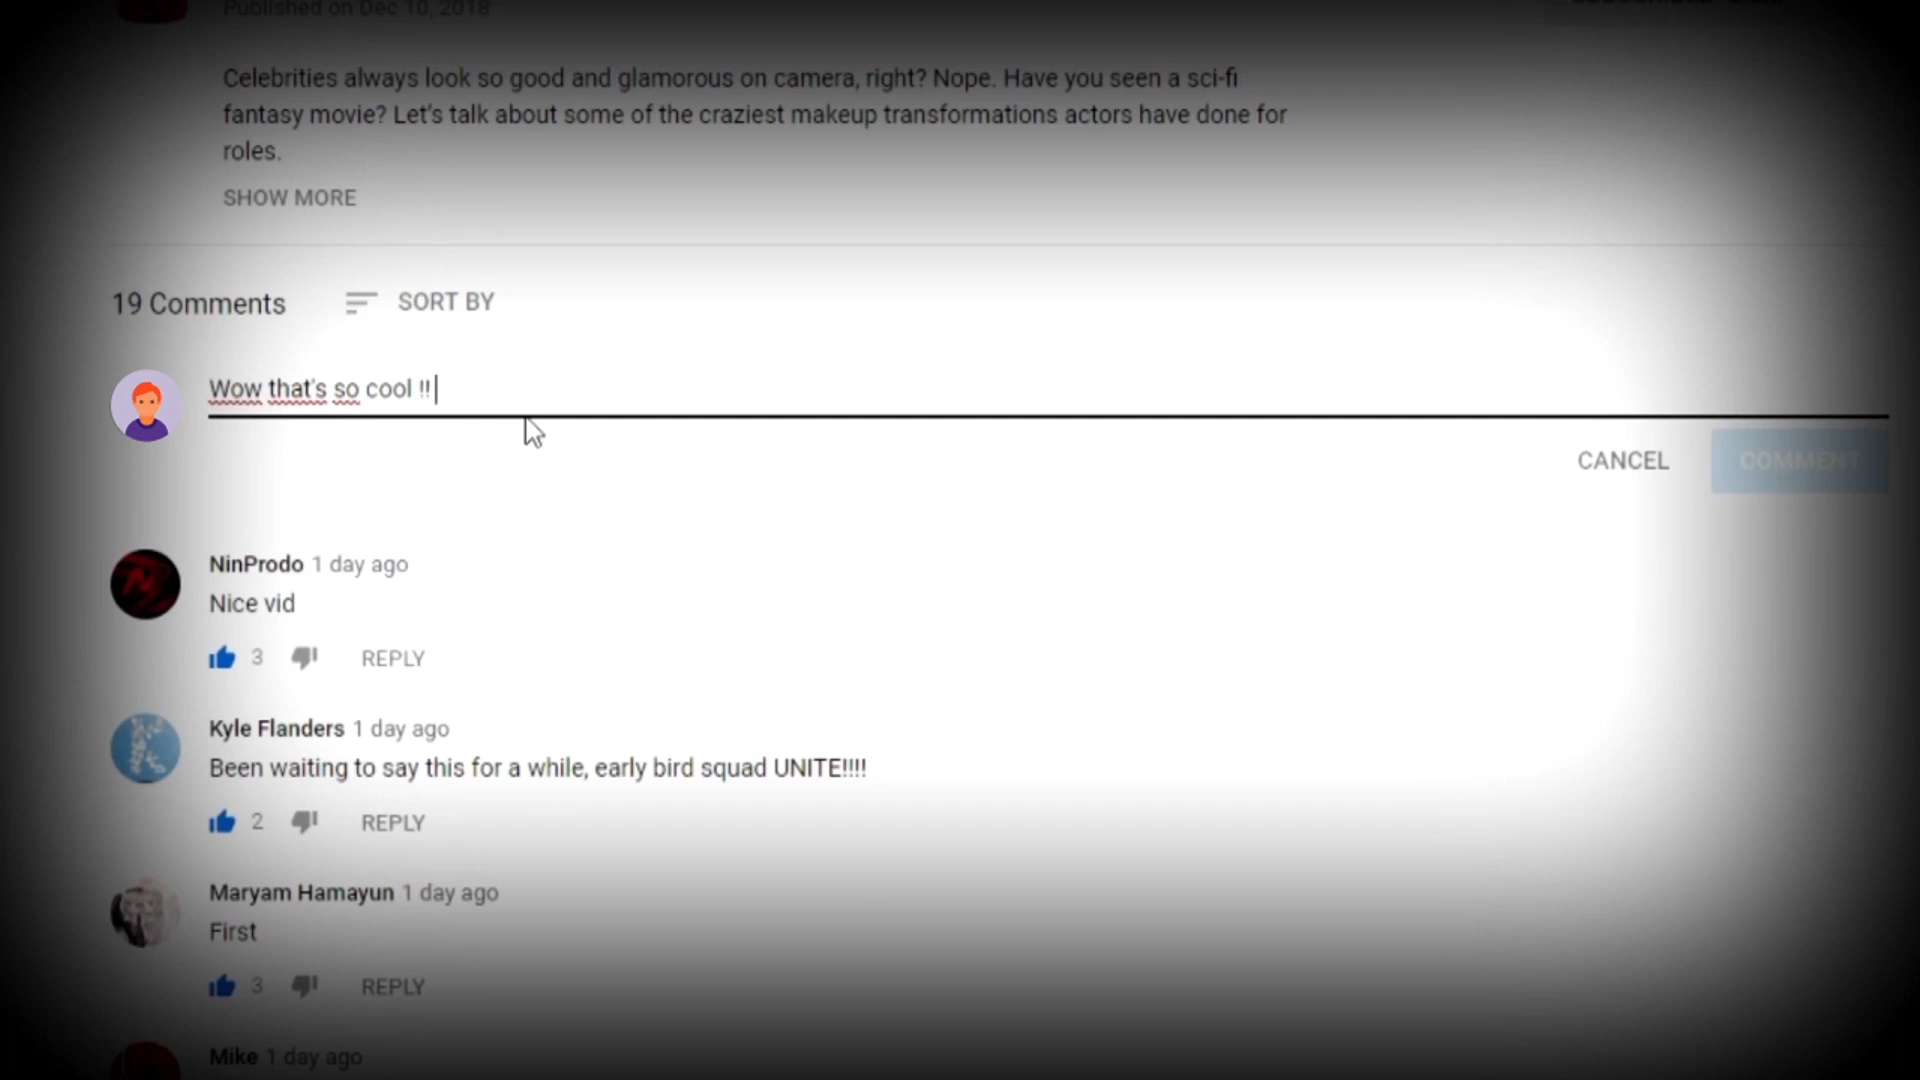 Published on Dec 10, 2018
Celebrities always look so good and glamorous on camera, right? Nope. Have you seen a sci-fi
fantasy movie? Let's talk about some of the craziest makeup transformations actors have done for
roles.
SHOW MORE
19 Comments SORT BY
Wow that's so cool !!
CANCEL COMMENT
NinProdo 1 day ago
Nice vid
3 REPLY
Kyle Flanders 1 day ago
Been waiting to say this for a while, early bird squad UNITE!!!!
2 REPLY
Maryam Hamayun 1 day ago
First
3 REPLY
Mike 1 day ago